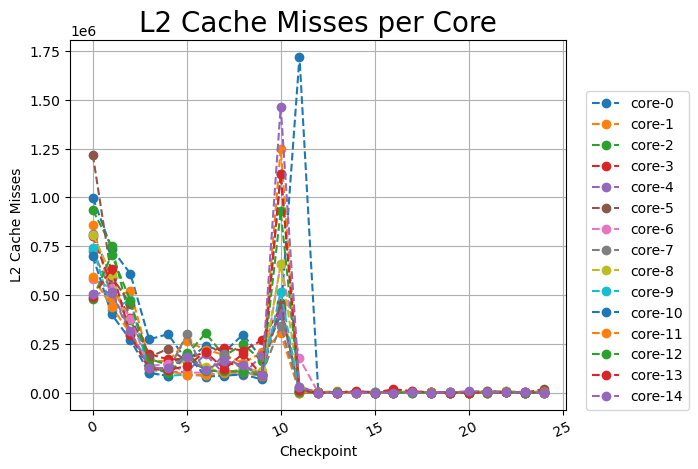 L2 Cache Misses per Core
1e6
1.75
1.50
1.25
1.00
0.75
0.50
0.25
0.00
L2 Cache Misses
0
5
10
15
20
25
Checkpoint
core-0
core-1
core-2
core-3
core-4
core-5
core-6
core-7
core-8
core-9
core-10
core-11
core-12
core-13
core-14